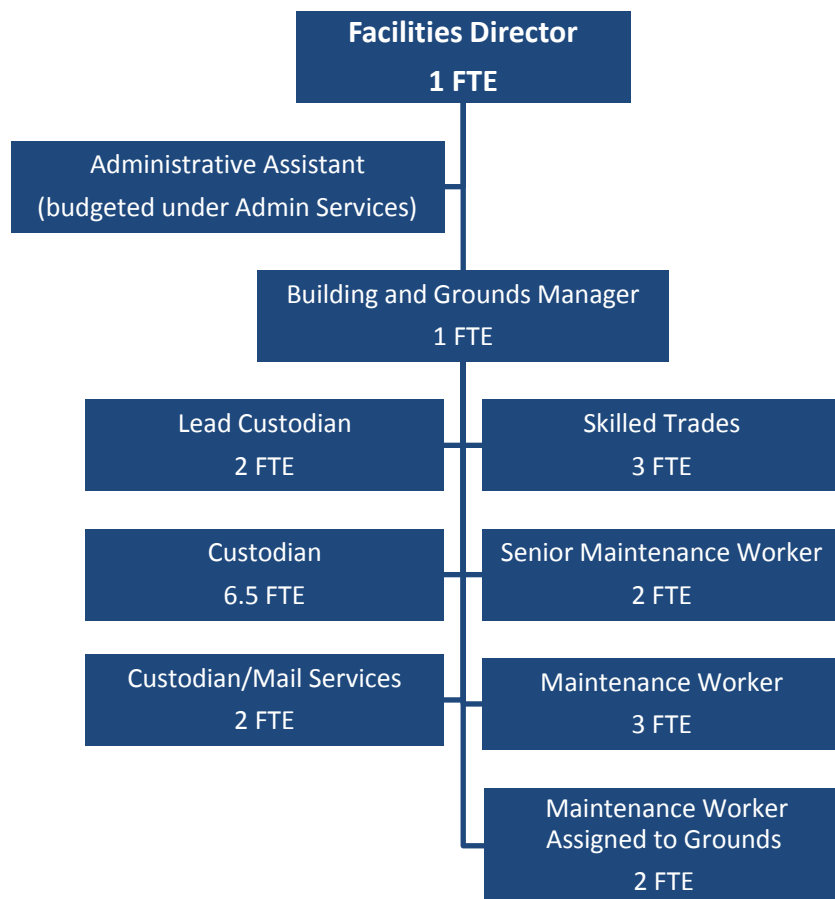 Facilities Director
1 FTE
Administrative Assistant
(budgeted under Admin Services)
Building and Grounds Manager
1 FTE
Lead Custodian
2 FTE
Skilled Trades
3 FTE
Custodian
6.5 FTE
Senior Maintenance Worker
2 FTE
Custodian/Mail Services
2 FTE
Maintenance Worker
3 FTE
Maintenance Worker
Assigned to Grounds
2 FTE